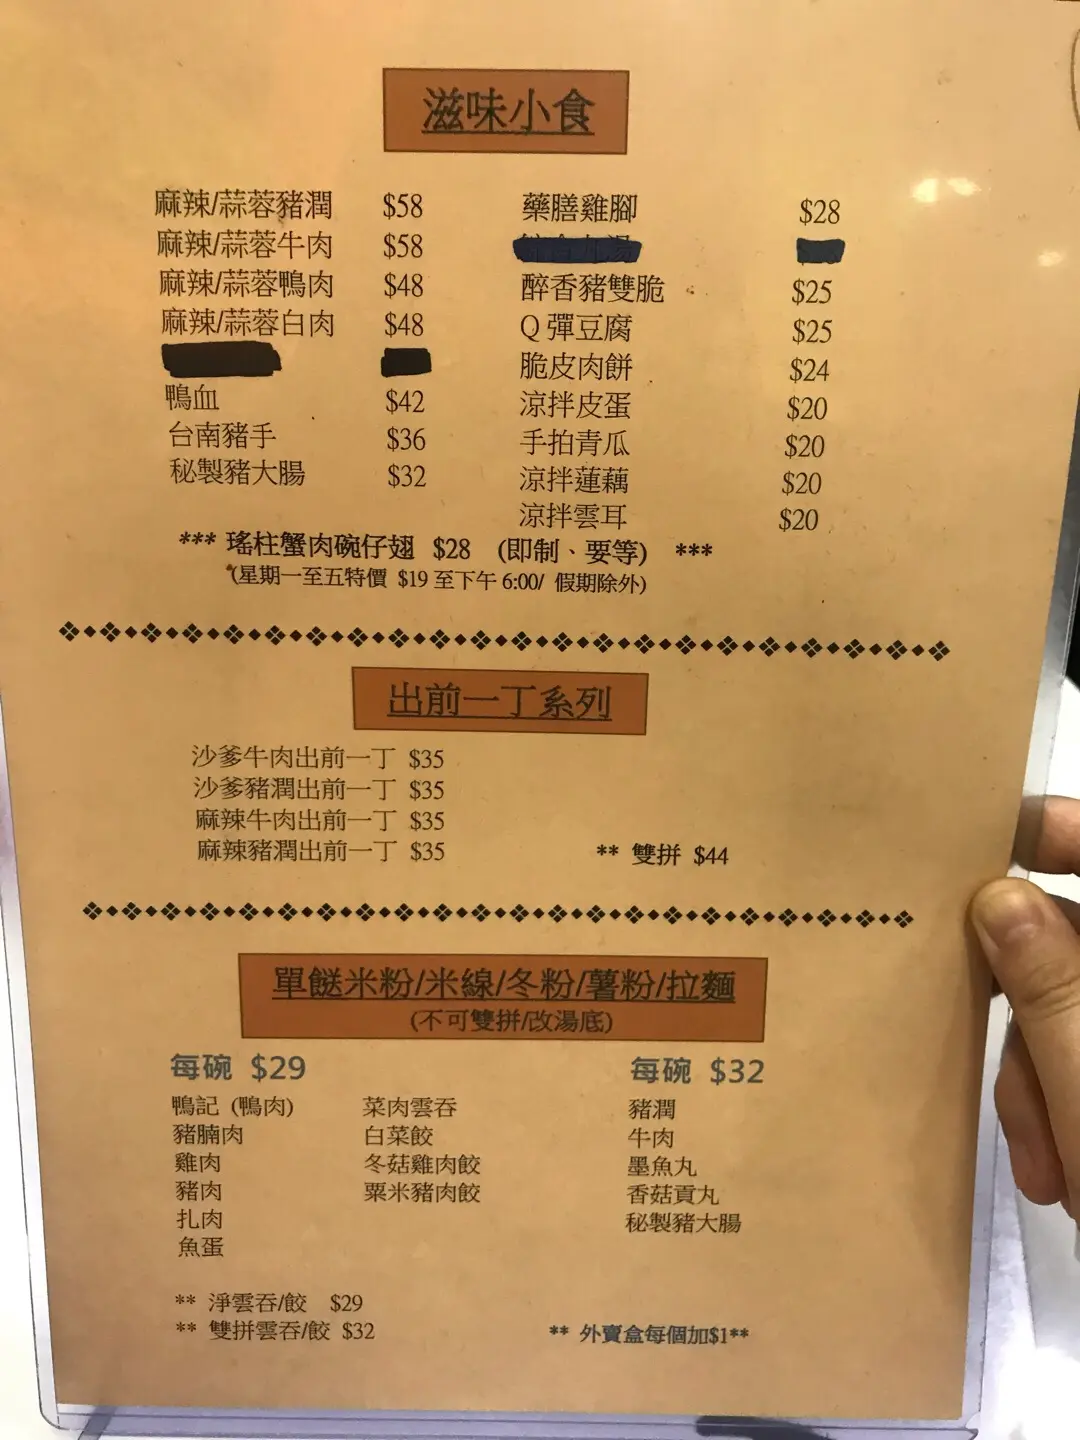 滋味小食
麻辣/蒜蓉豬潤 $58
麻辣/蒜蓉牛肉 $58
麻辣/蒜蓉鴨肉 $48
麻辣/蒜蓉白肉 $48
鴨血 $42
台南豬手 $36
秘製豬大腸 $32
藥膳雞腳 $28
醉香豬雙脆 $25
Q彈豆腐 $25
脆皮肉餅 $24
涼拌皮蛋 $20
手拍青瓜 $20
涼拌蓮藕 $20
涼拌雲耳 $20
*** 瑤柱蟹肉碗仔翅 $28 (即制、要等) ***
(星期一至五特價 $19 至下午 6:00/ 假期除外)
出前一丁系列
沙爹牛肉出前一丁 $35
沙爹豬潤出前一丁 $35
麻辣牛肉出前一丁 $35
麻辣豬潤出前一丁 $35
** 雙拼 $44
單餸米粉/米線/冬粉/薯粉/拉麵
(不可雙拼/改湯底)
每碗 $29
鴨記 (鴨肉)
豬腩肉
雞肉
豬肉
扎肉
魚蛋
菜肉雲吞
白菜餃
冬菇雞肉餃
粟米豬肉餃
每碗 $32
豬潤
牛肉
墨魚丸
香菇貢丸
秘製豬大腸
** 淨雲吞/餃 $29
** 雙拼雲吞/餃 $32
** 外賣盒每個加$1**